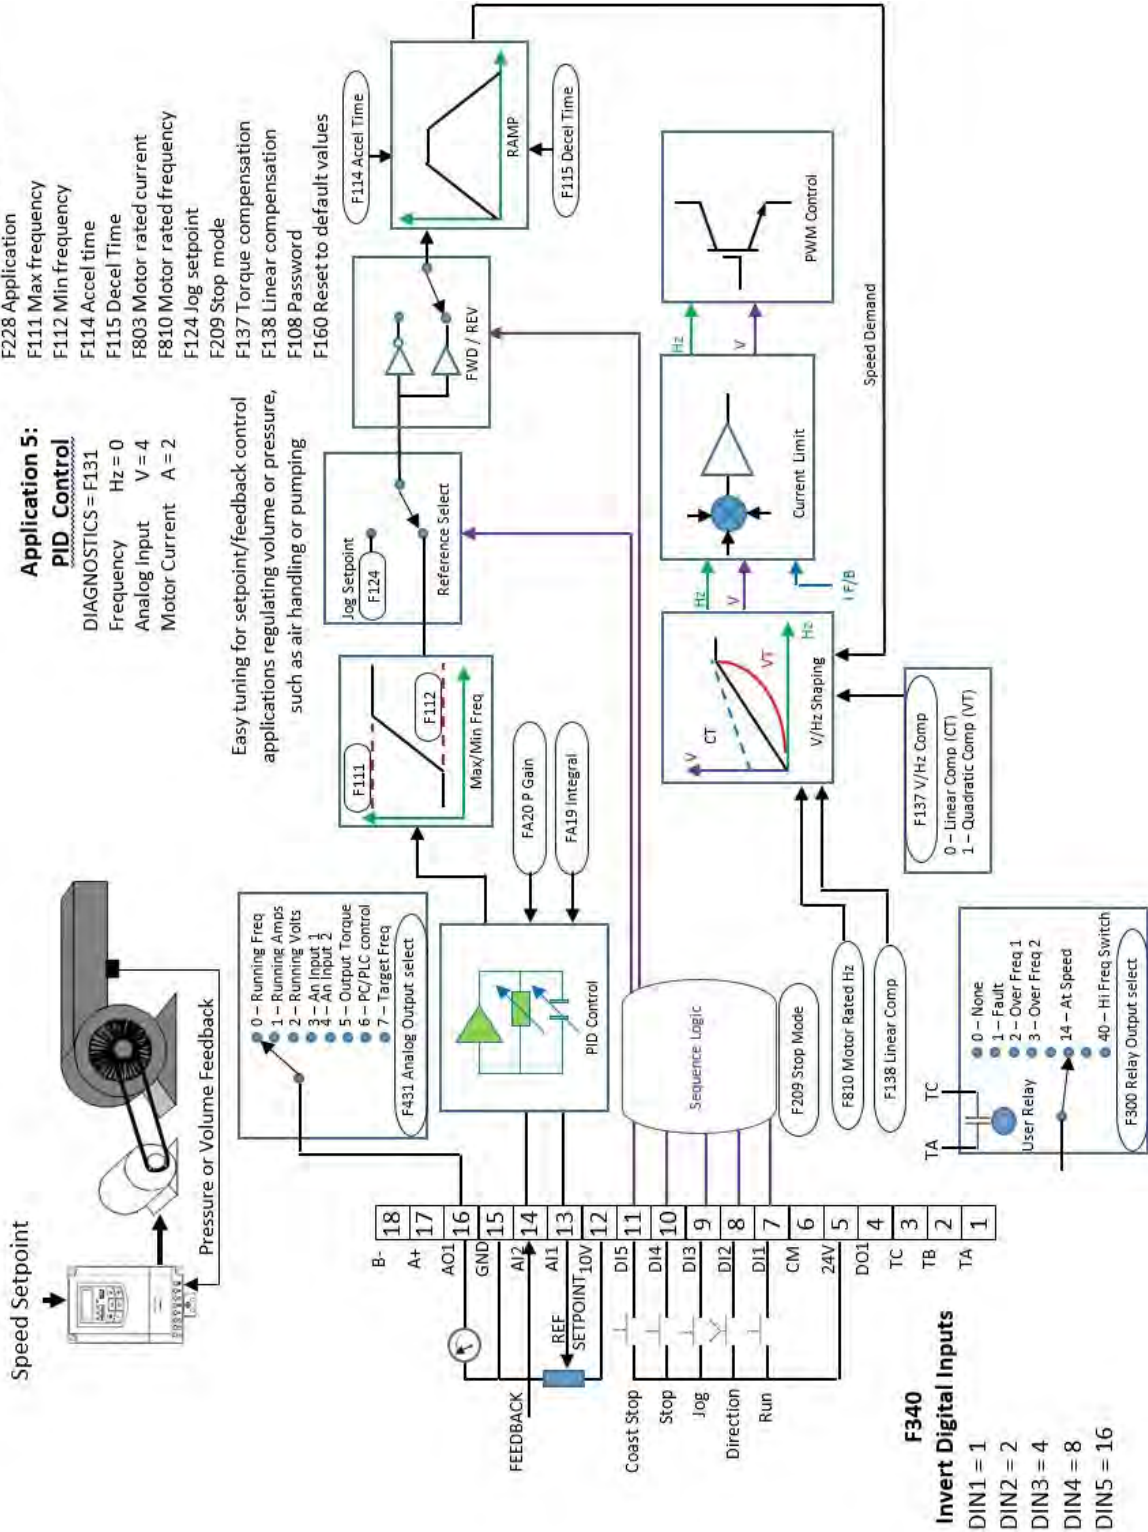 Application 5:
PID Control
DIAGNOSTICS = F131
Frequency Hz = 0
Analog Input V = 4
Motor Current A = 2
F228 Application
F111 Max frequency
F112 Min frequency
F114 Accel time
F115 Decel Time
F803 Motor rated current
F810 Motor rated frequency
F124 Jog setpoint
F209 Stop mode
F137 Torque compensation
F138 Linear compensation
F108 Password
F160 Reset to default values
Easy tuning for setpoint/feedback control
applications regulating volume or pressure,
such as air handling or pumping
Speed Setpoint
Pressure or Volume Feedback
0 – Running Freq
1 – Running Amps
2 – Running Volts
3 – An Input 1
4 – An Input 2
5 – Output Torque
6 – PC/PLC control
7 – Target Freq
F431 Analog Output select
F111
F112
Max/Min Freq
Jog Setpoint
F124
Reference Select
FWD / REV
F114 Accel Time
RAMP
F115 Decel Time
FA20 P Gain
FA19 Integral
PID Control
Sequence Logic
F209 Stop Mode
F810 Motor Rated Hz
F138 Linear Comp
V
CT
VT
Hz
V/Hz Shaping
Hz
V
I F/B
Current Limit
Hz
V
PWM Control
Speed Demand
F137 V/Hz Comp
0 – Linear Comp (CT)
1 – Quadratic Comp (VT)
B-
A+
AO1
GND
AI2
AI1
10V
DI5
DI4
DI3
DI2
DI1
CM
24V
DO1
TC
TB
TA
18
17
16
15
14
13
12
11
10
9
8
7
6
5
4
3
2
1
FEEDBACK
REF
SETPOINT
Coast Stop
Stop
Jog
Direction
Run
TA
TC
User Relay
0 – None
1 – Fault
2 – Over Freq 1
3 – Over Freq 2
14 – At Speed
40 – Hi Freq Switch
F300 Relay Output select
F340
Invert Digital Inputs
DIN1 = 1
DIN2 = 2
DIN3 = 4
DIN4 = 8
DIN5 = 16